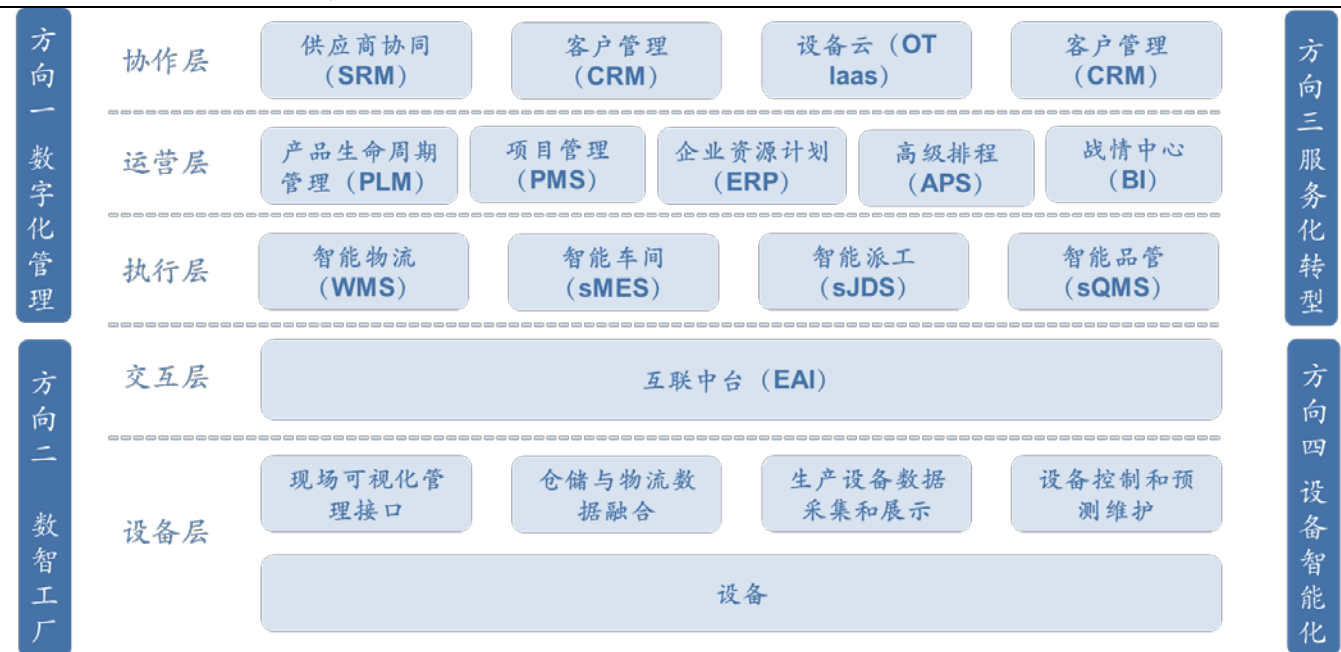 方向一 数字化管理
协作层
供应商协同
（SRM）
客户管理
（CRM）
设备云（OT
Iaas）
客户管理
（CRM）
运营层
产品生命周期
管理（PLM）
项目管理
（PMS）
企业资源计划
（ERP）
高级排程
（APS）
战情中心
（BI）
执行层
智能物流
（WMS）
智能车间
（sMES）
智能派工
（sJDS）
智能品管
（sQMS）
方向三服务化转型
方向二 数智工厂
交互层
互联中台（EAI）
设备层
现场可视化管
理接口
仓储与物流数
据融合
生产设备数据
采集和展示
设备控制和预
测维护
设备
方向四设备智能化